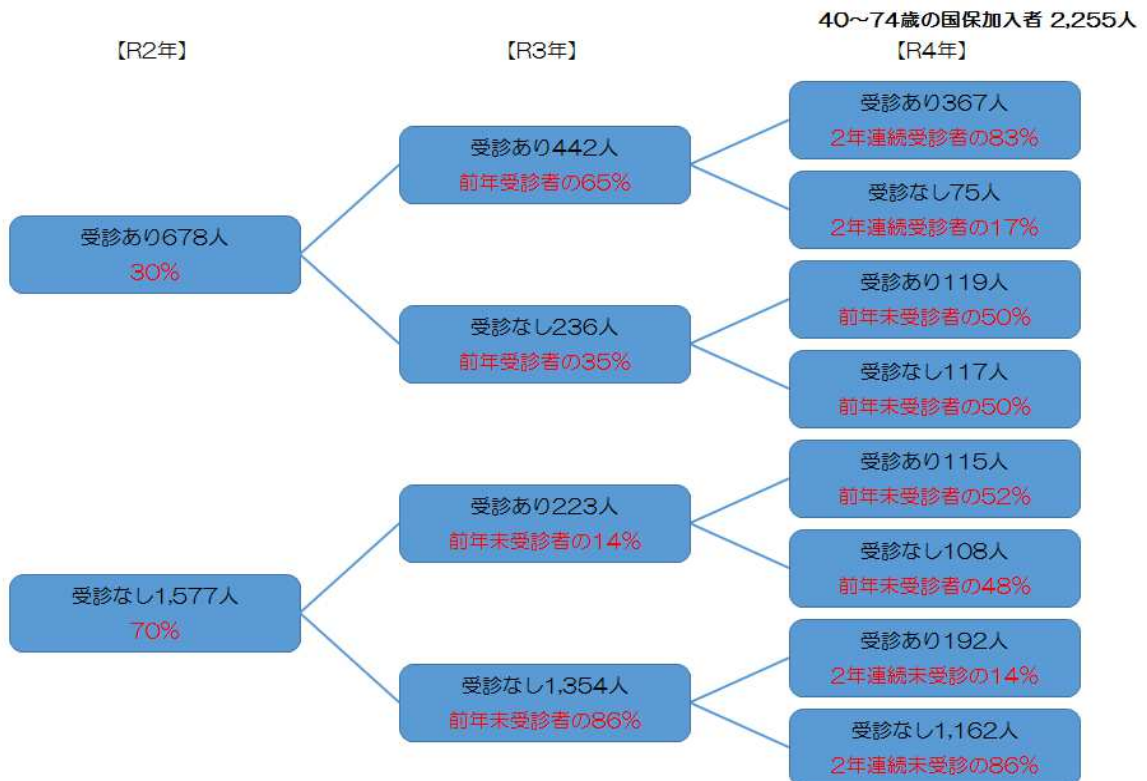 40～74歳の国保加入者 2,255人
【R2年】
【R3年】
【R4年】
受診あり678人
30%
受診なし1,577人
70%
受診あり442人
前年受診者の65%
受診なし236人
前年受診者の35%
受診あり223人
前年未受診者の14%
受診なし1,354人
前年未受診者の86%
受診あり367人
2年連続受診者の83%
受診なし75人
2年連続受診者の17%
受診あり119人
前年未受診者の50%
受診なし117人
前年未受診者の50%
受診あり115人
前年未受診者の52%
受診なし108人
前年未受診者の48%
受診あり192人
2年連続未受診の14%
受診なし1,162人
2年連続未受診の86%